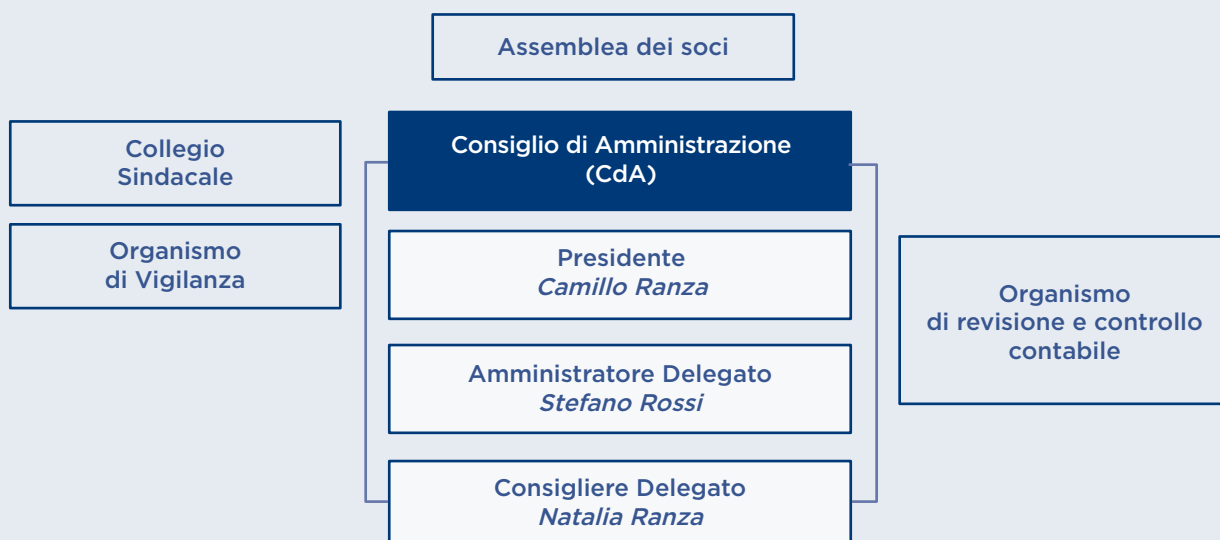 Assemblea dei soci
Collegio
Sindacale
Organismo
di Vigilanza
Consiglio di Amministrazione
(CdA)
Presidente
Camillo Ranza
Amministratore Delegato
Stefano Rossi
Consigliere Delegato
Natalia Ranza
Organismo
di revisione e controllo
contabile